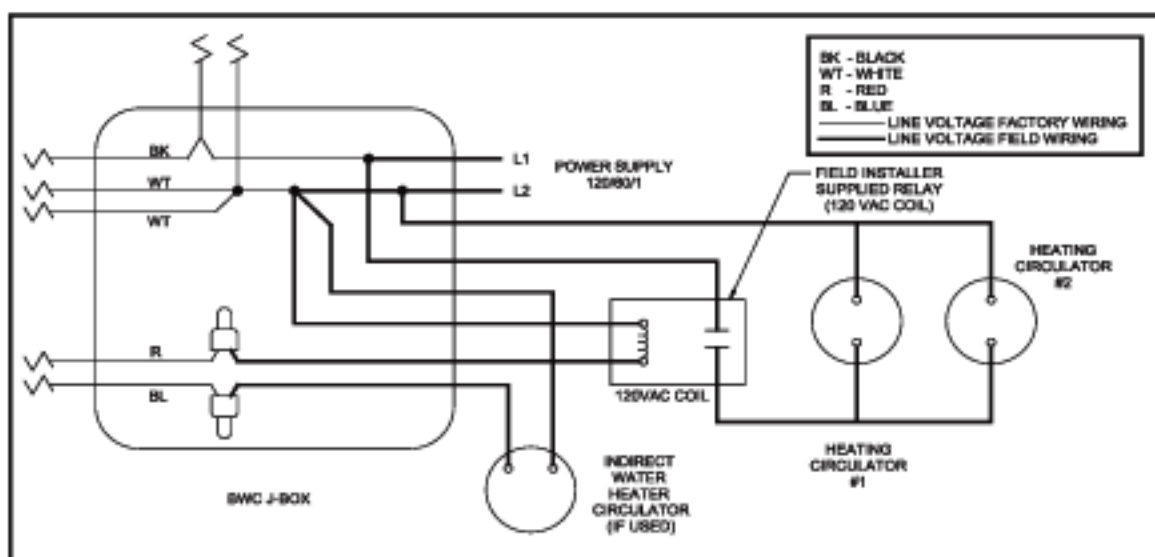 BK - BLACK
WT - WHITE
R - RED
BL - BLUE
LINE VOLTAGE FACTORY WIRING
LINE VOLTAGE FIELD WIRING
BK
WT
WT
L1
L2
POWER SUPPLY
120/60/1
FIELD INSTALLER
SUPPLIED RELAY
(120 VAC COIL)
HEATING
CIRCULATOR
#2
R
BL
120VAC COIL
HEATING
CIRCULATOR
#1
INDIRECT
WATER
HEATER
CIRCULATOR
(IF USED)
BWC J-BOX